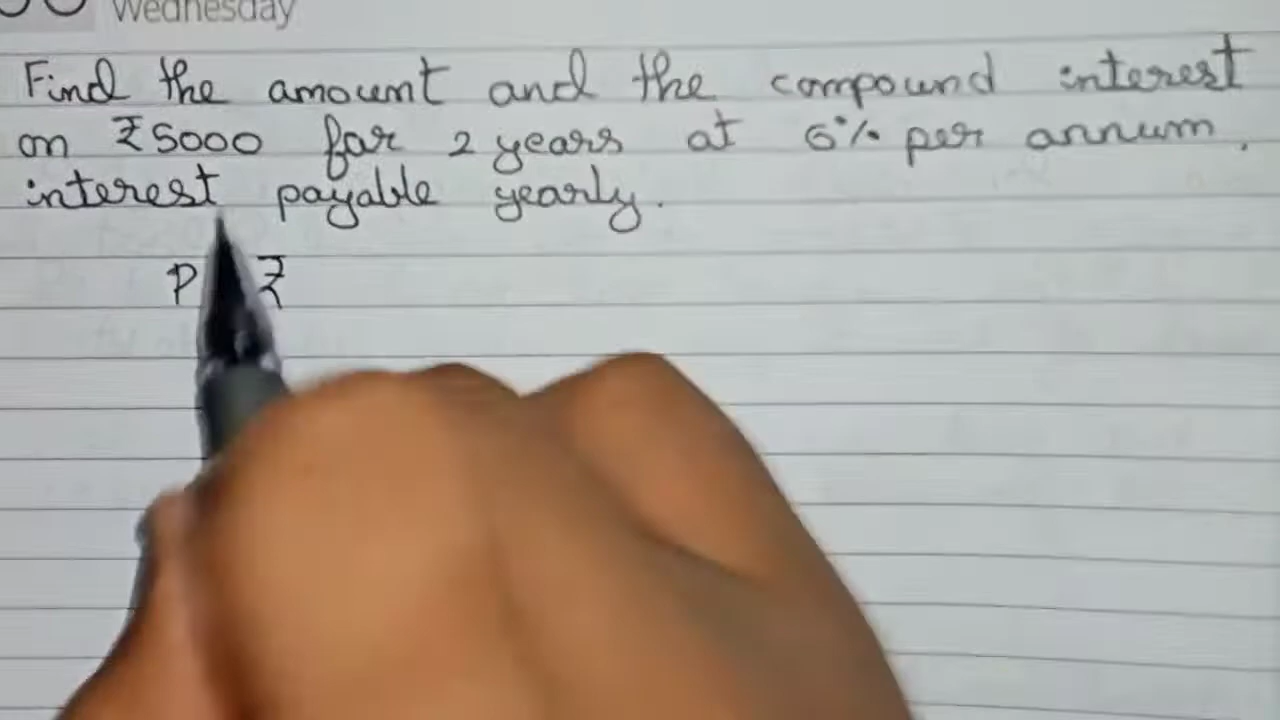 Wednesday
Find the amount and the compound interest
on ₹5000 for 2 years at 6% per annum,
interest payable yearly.
P ₹